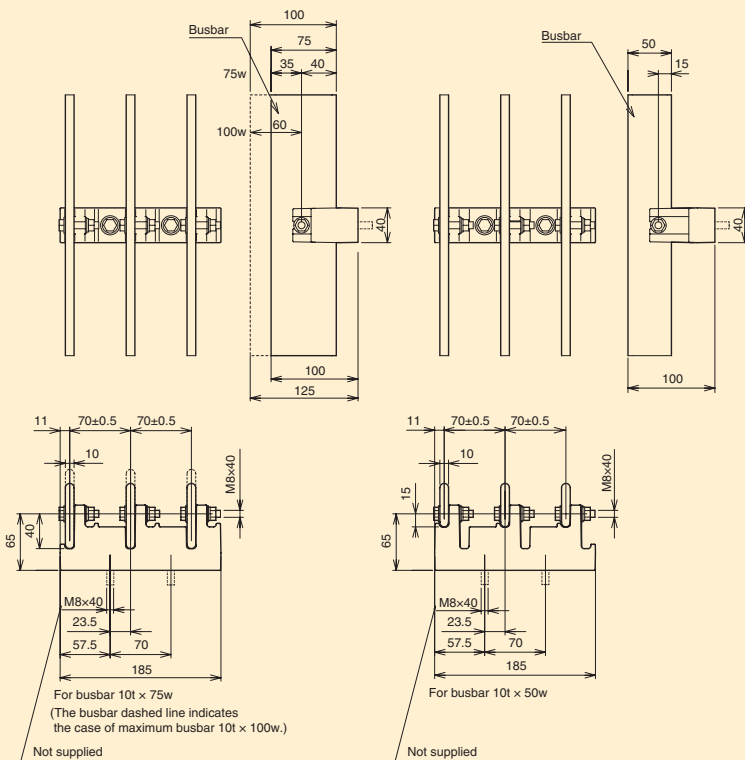 100
Busbar
75
35 40
75w
60
100w
40
100
125
Busbar
50
15
40
100
11 70±0.5 70±0.5
10
M8×40
40
65
M8×40
23.5
57.5 70
185
For busbar 10t × 75w
(The busbar dashed line indicates
the case of maximum busbar 10t × 100w.)
Not supplied
11 70±0.5 70±0.5
10
M8×40
15
65
M8×40
23.5
57.5 70
185
For busbar 10t × 50w
Not supplied